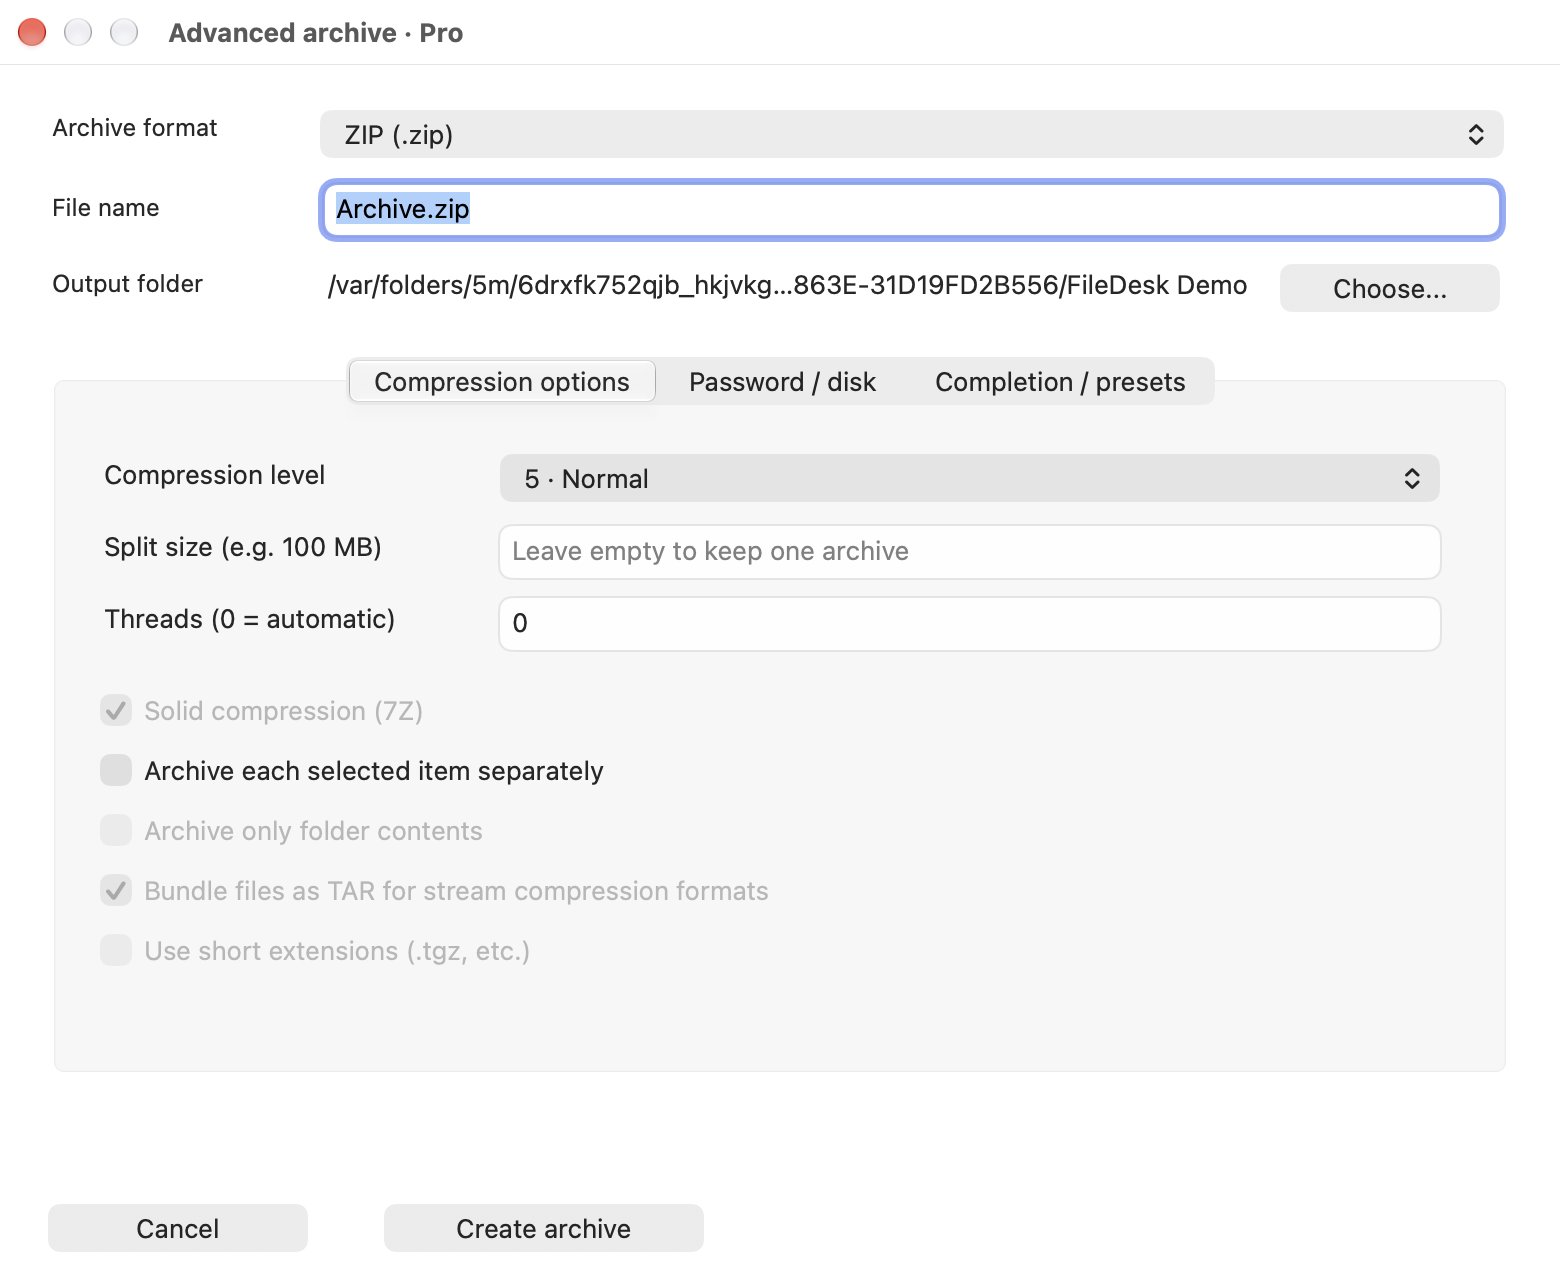 Advanced archive · Pro
Archive format
ZIP (.zip)
File name
Archive.zip
Output folder
/var/folders/5m/6drxfk752qjb_hkjvkg...863E-31D19FD2B556/FileDesk Demo
Choose...
Compression options
Password / disk
Completion / presets
Compression level
5 · Normal
Split size (e.g. 100 MB)
Leave empty to keep one archive
Threads (0 = automatic)
0
Solid compression (7Z)
Archive each selected item separately
Archive only folder contents
Bundle files as TAR for stream compression formats
Use short extensions (.tgz, etc.)
Cancel
Create archive